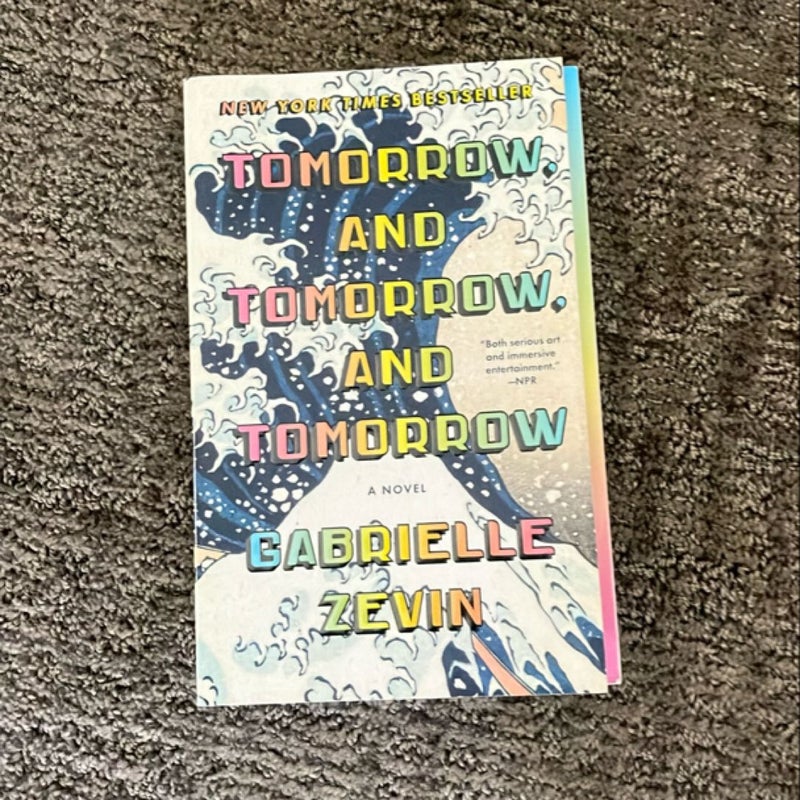 NEW YORK TIMES BESTSELLER
TOMORROW,
AND
TOMORROW,
AND
TOMORROW
"Both serious art
and immersive
entertainment."
—NPR
A NOVEL
GABRIELLE
ZEVIN